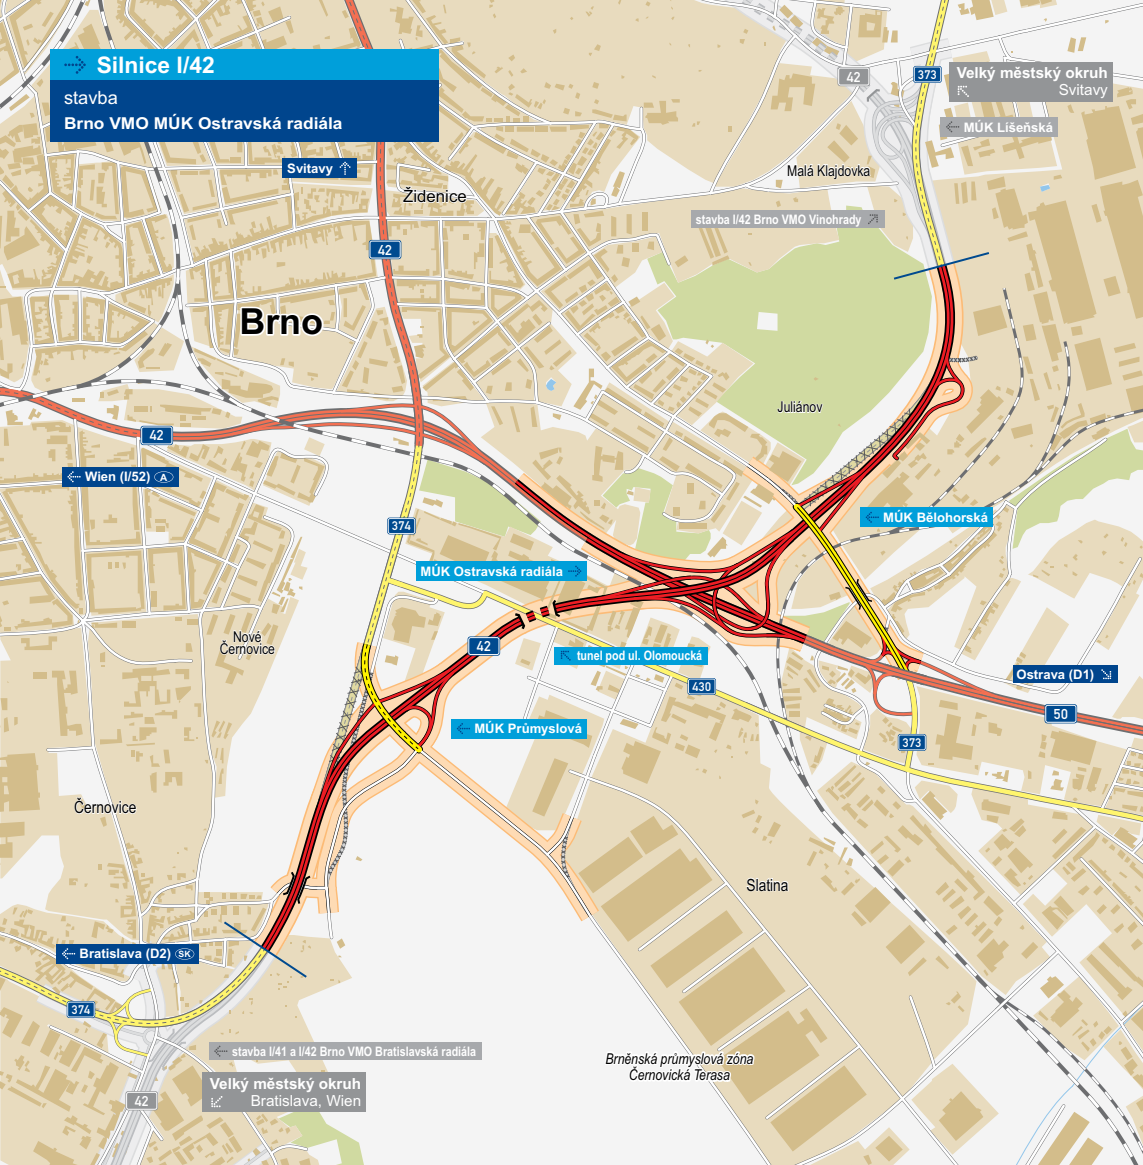 Silnice I/42
stavba
Brno VMO MÚK Ostravská radiála
42
373
Velký městský okruh
Svitavy
MÚK Líšeňská
Svitavy
Malá Klajdovka
Židenice
stavba I/42 Brno VMO Vinohrady
42
Brno
Juliánov
42
Wien (I/52) A
374
MÚK Bělohorská
MÚK Ostravská radiála
Nové
Černovice
42
tunel pod ul. Olomoucká
430
Ostrava (D1)
50
MÚK Průmyslová
373
Černovice
Slatina
Bratislava (D2) SK
374
stavba I/41 a I/42 Brno VMO Bratislavská radiála
Brněnská průmyslová zóna
Černovická Terasa
Velký městský okruh
Bratislava, Wien
42